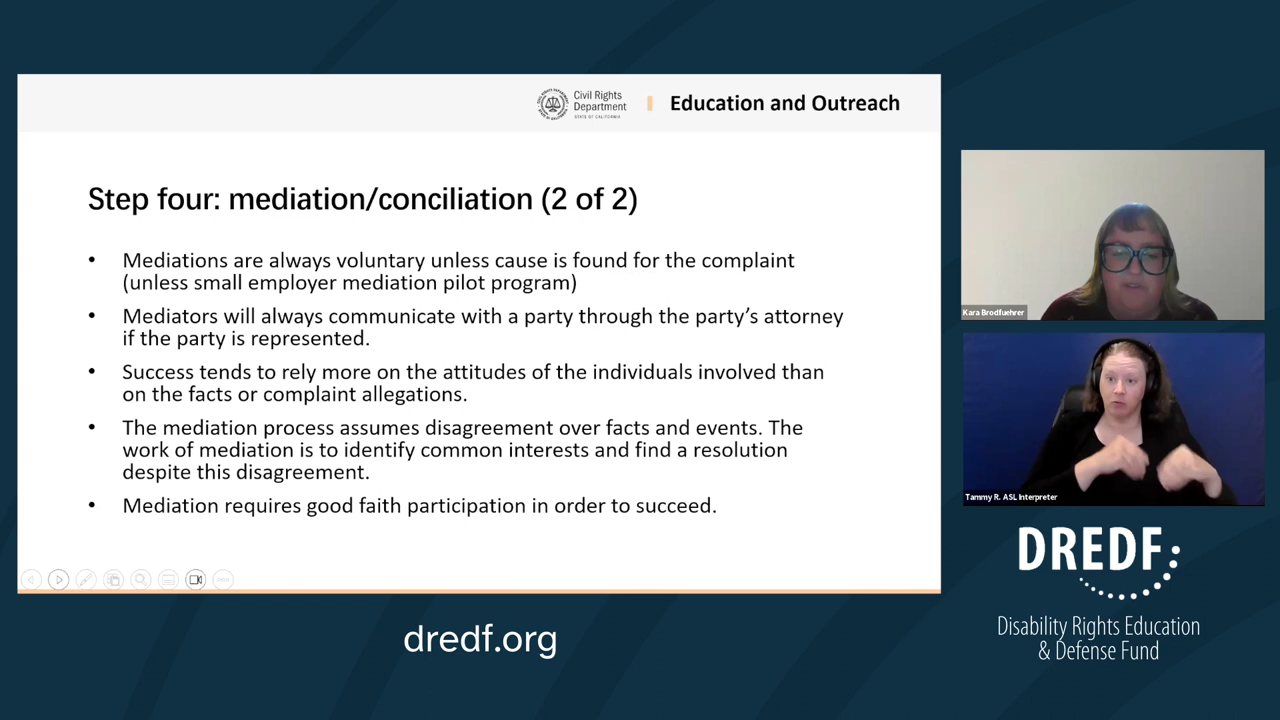 Civil Rights
Department
STATE OF CALIFORNIA
Education and Outreach
Step four: mediation/conciliation (2 of 2)
• Mediations are always voluntary unless cause is found for the complaint
(unless small employer mediation pilot program)
• Mediators will always communicate with a party through the party’s attorney
if the party is represented.
• Success tends to rely more on the attitudes of the individuals involved than
on the facts or complaint allegations.
• The mediation process assumes disagreement over facts and events. The
work of mediation is to identify common interests and find a resolution
despite this disagreement.
• Mediation requires good faith participation in order to succeed.
Kara Brodfuehrer
Tammy R. ASL Interpreter
DREDF
Disability Rights Education
& Defense Fund
dredf.org